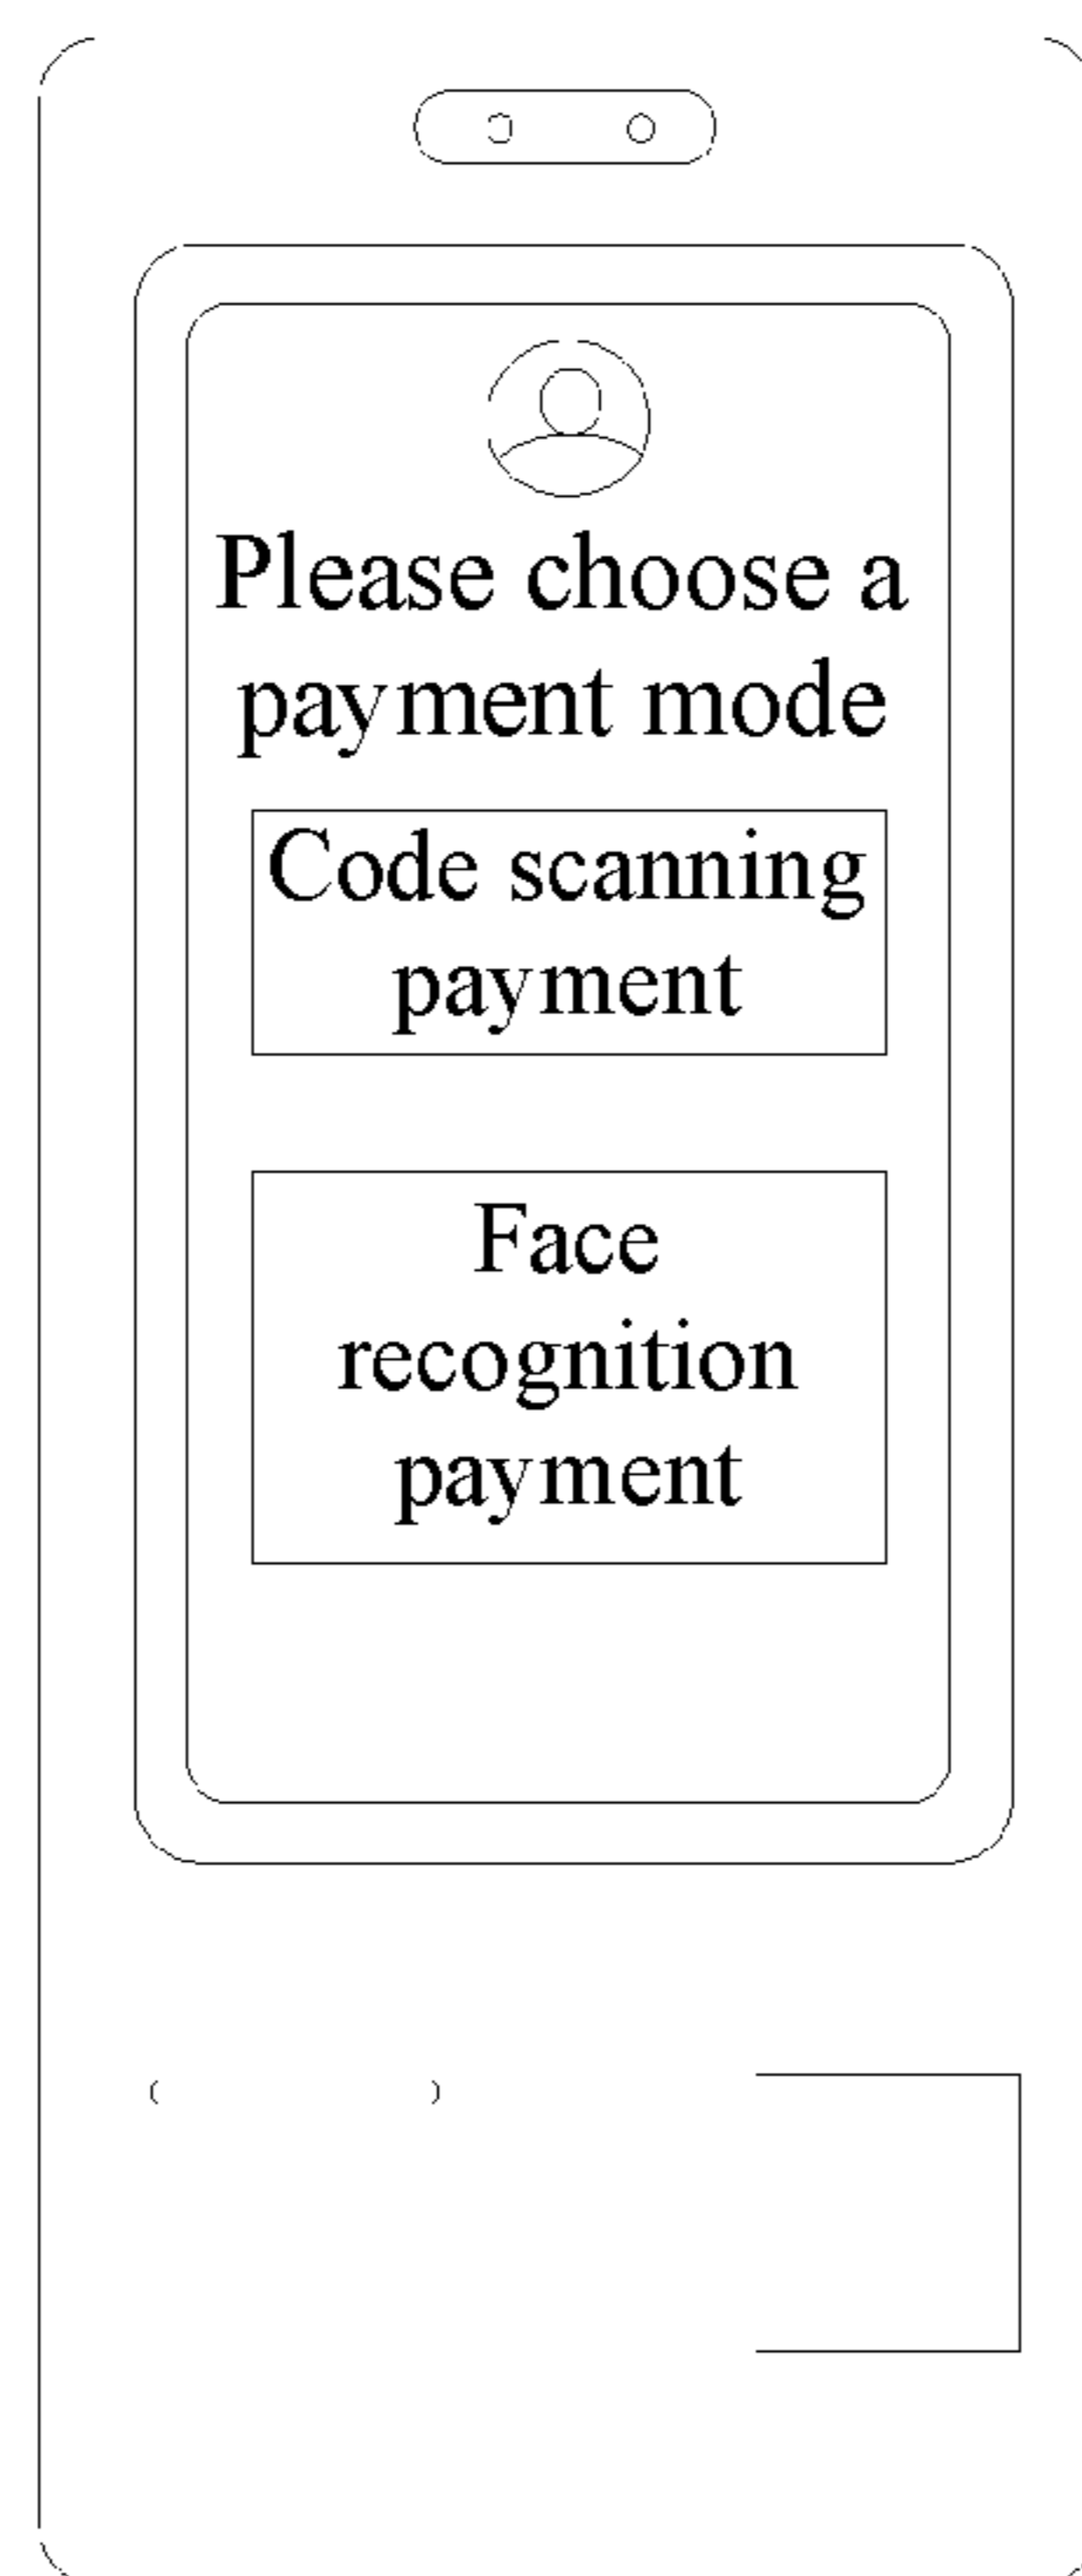 Please choose a
payment mode
Code scanning
payment
Face
recognition
payment